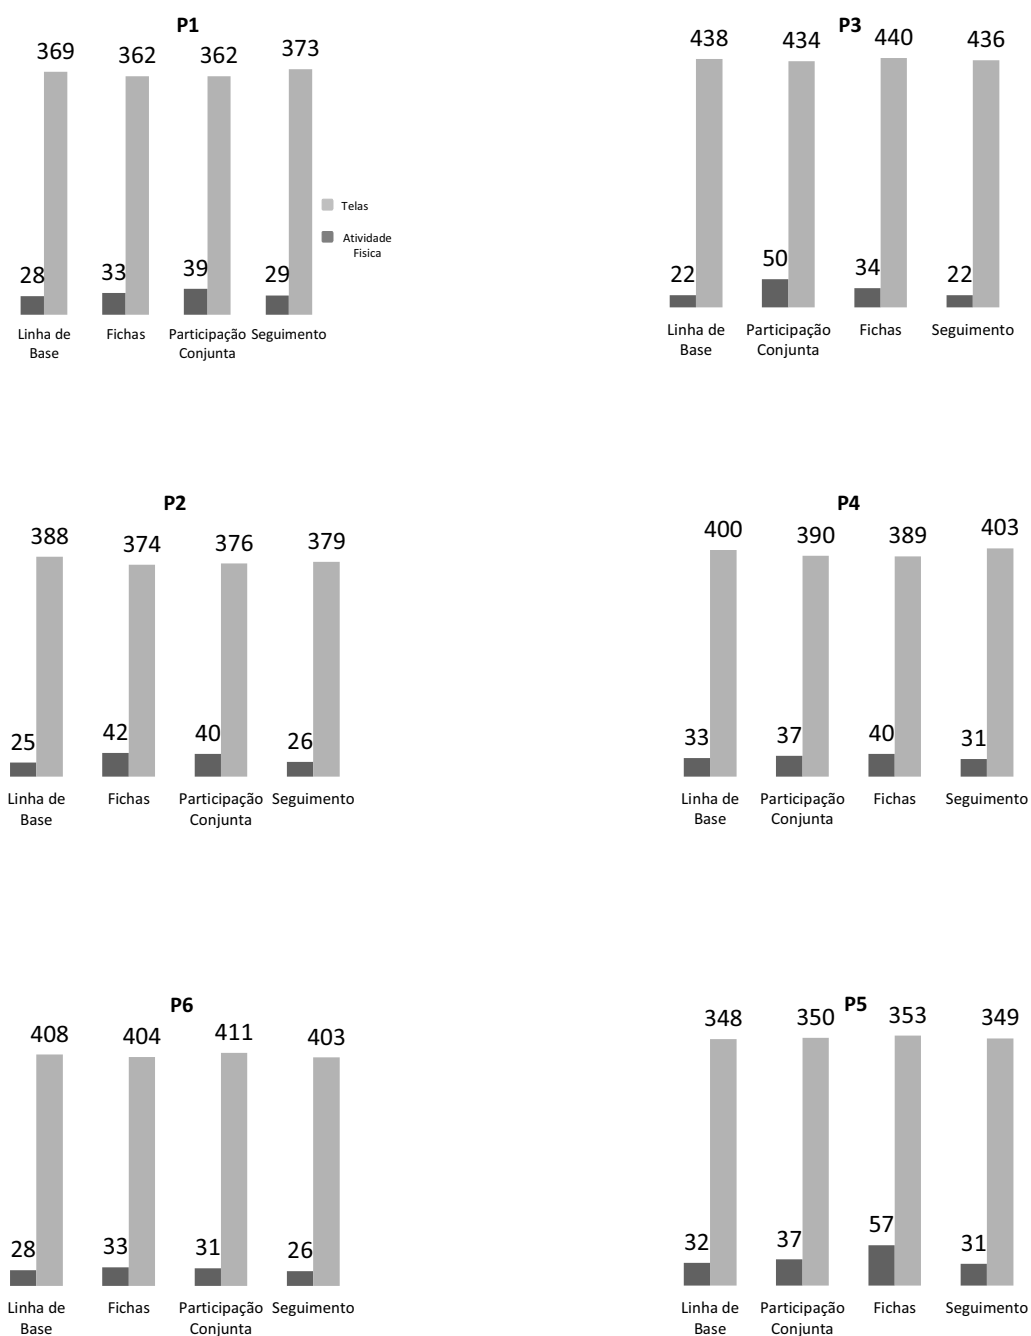 P1
369 362 362 373
28 33 39 29
Linha de Base
Fichas
Participação Conjunta
Seguimento
Telas
Atividade
Fisica
P3
438 434 440 436
22 50 34 22
Linha de Base
Participação Conjunta
Fichas
Seguimento
P2
388 374 376 379
25 42 40 26
Linha de Base
Fichas
Participação Conjunta
Seguimento
P4
400 390 389 403
33 37 40 31
Linha de Base
Participação Conjunta
Fichas
Seguimento
P6
408 404 411 403
28 33 31 26
Linha de Base
Fichas
Participação Conjunta
Seguimento
P5
348 350 353 349
32 37 57 31
Linha de Base
Participação Conjunta
Fichas
Seguimento